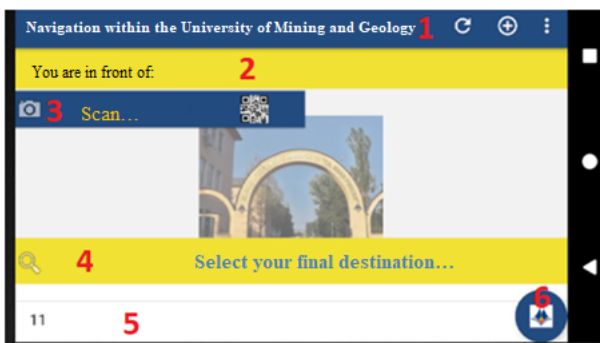 Navigation within the University of Mining and Geology 1
You are in front of: 2
3 Scan...
4 Select your final destination...
6
11 5